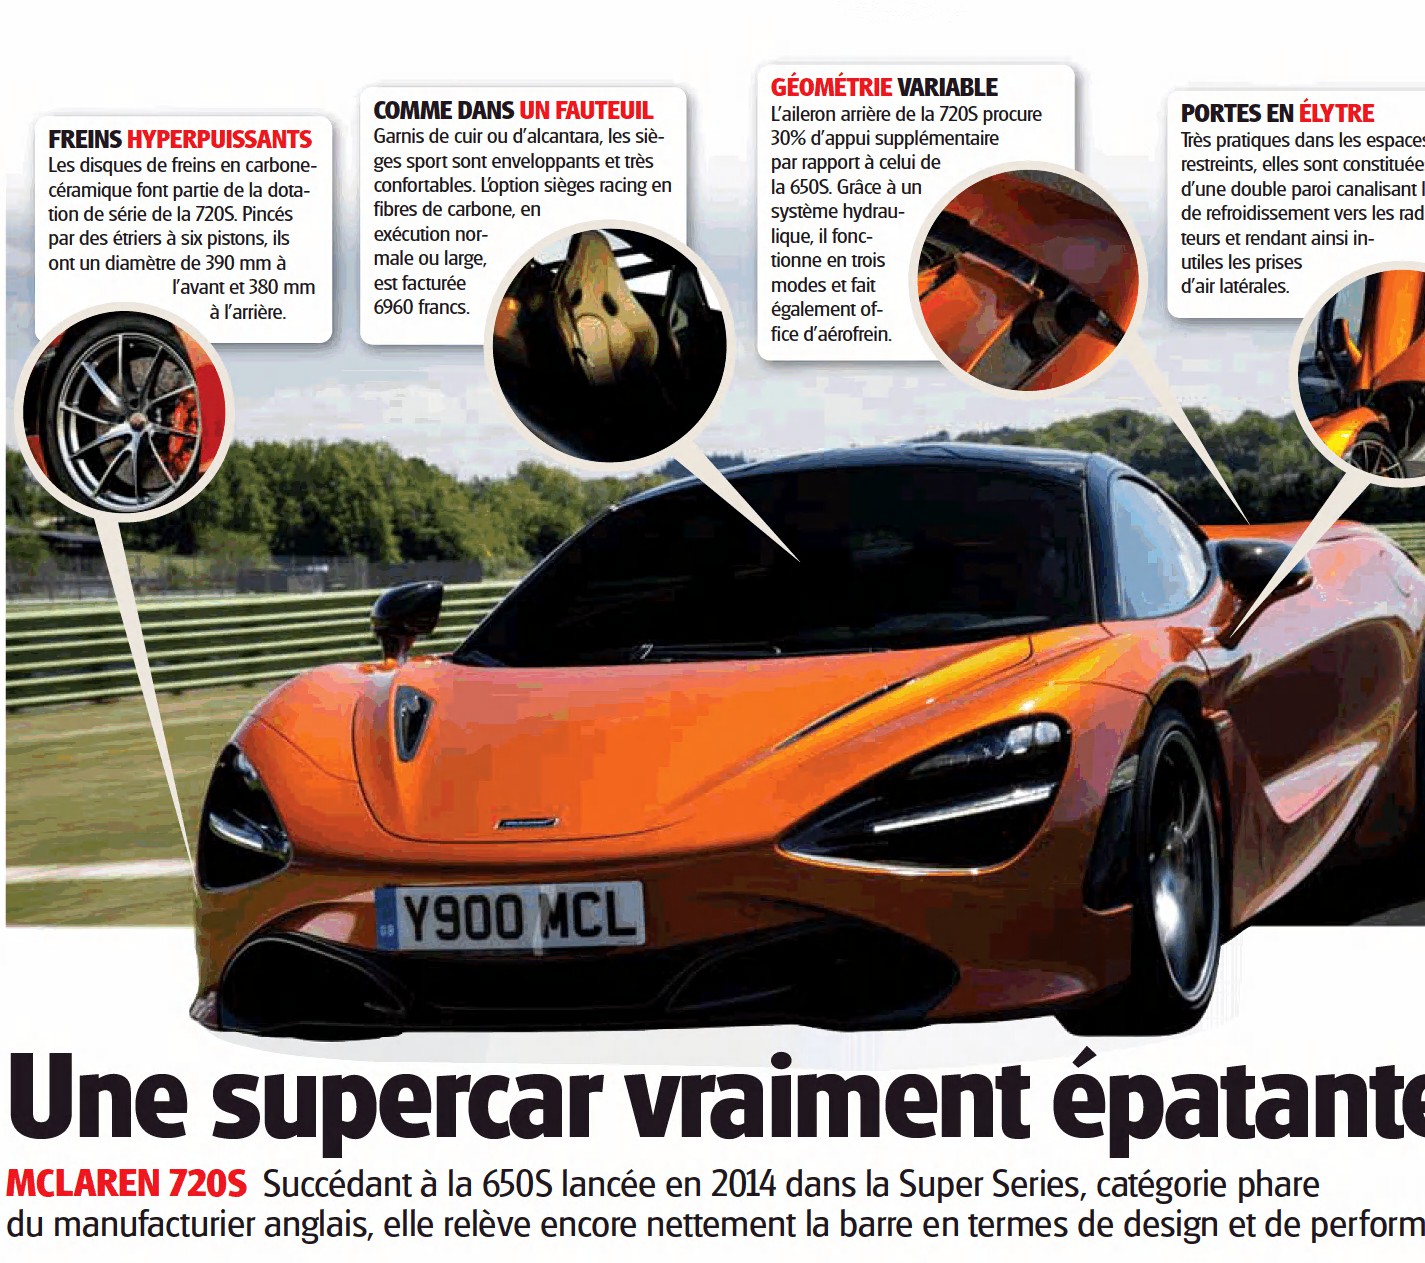 FREINS HYPERPUISSANTS
Les disques de freins en carbone-
céramique font partie de la dota-
tion de série de la 720S. Pincés
par des étriers à six pistons, ils
ont un diamètre de 390 mm à
l'avant et 380 mm
à l'arrière.
COMME DANS UN FAUTEUIL
Garnis de cuir ou d'alcantara, les siè-
ges sport sont enveloppants et très
confortables. L'option sièges racing en
fibres de carbone, en
exécution nor-
male ou large,
est facturée
6960 francs.
GÉOMÉTRIE VARIABLE
L'aileron arrière de la 720S procure
30% d'appui supplémentaire
par rapport à celui de
la 650S. Grâce à un
système hydrau-
lique, il fonc-
tionne en trois
modes et fait
également of-
fice d'aérofrein.
PORTES EN ÉLYTRE
Très pratiques dans les espaces
restreints, elles sont constituée
d'une double paroi canalisant l
de refroidissement vers les rad
teurs et rendant ainsi in-
utiles les prises
d'air latérales.
GB Y900 MCL
Une supercar vraiment épatante
MCLAREN 720S Succédant à la 650S lancée en 2014 dans la Super Series, catégorie phare
du manufacturier anglais, elle relève encore nettement la barre en termes de design et de perform